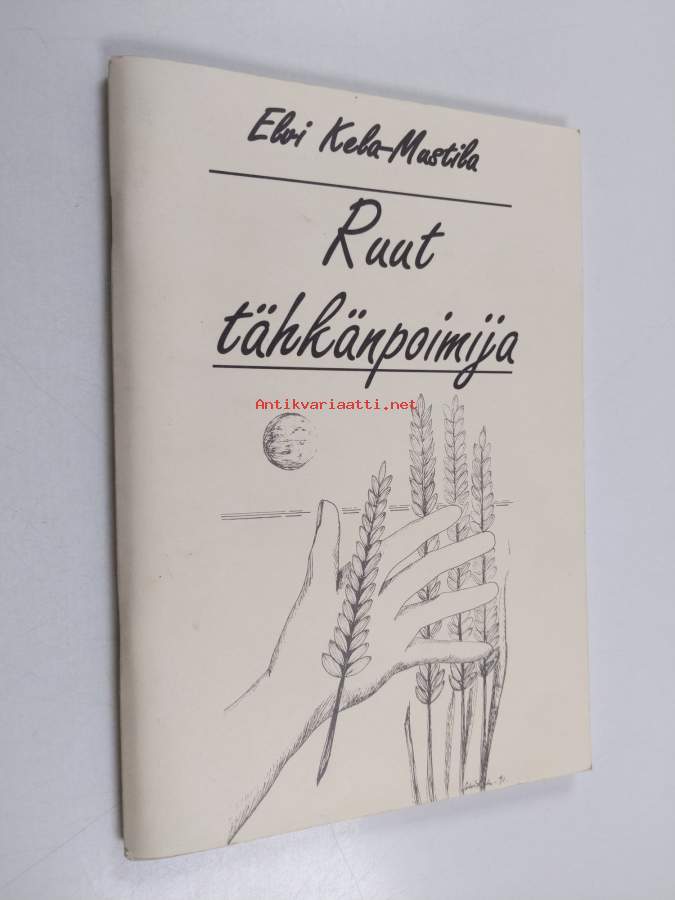 Elvi Kela-Mustila
Ruut
tähkänpoimija
Antikvariaatti.net